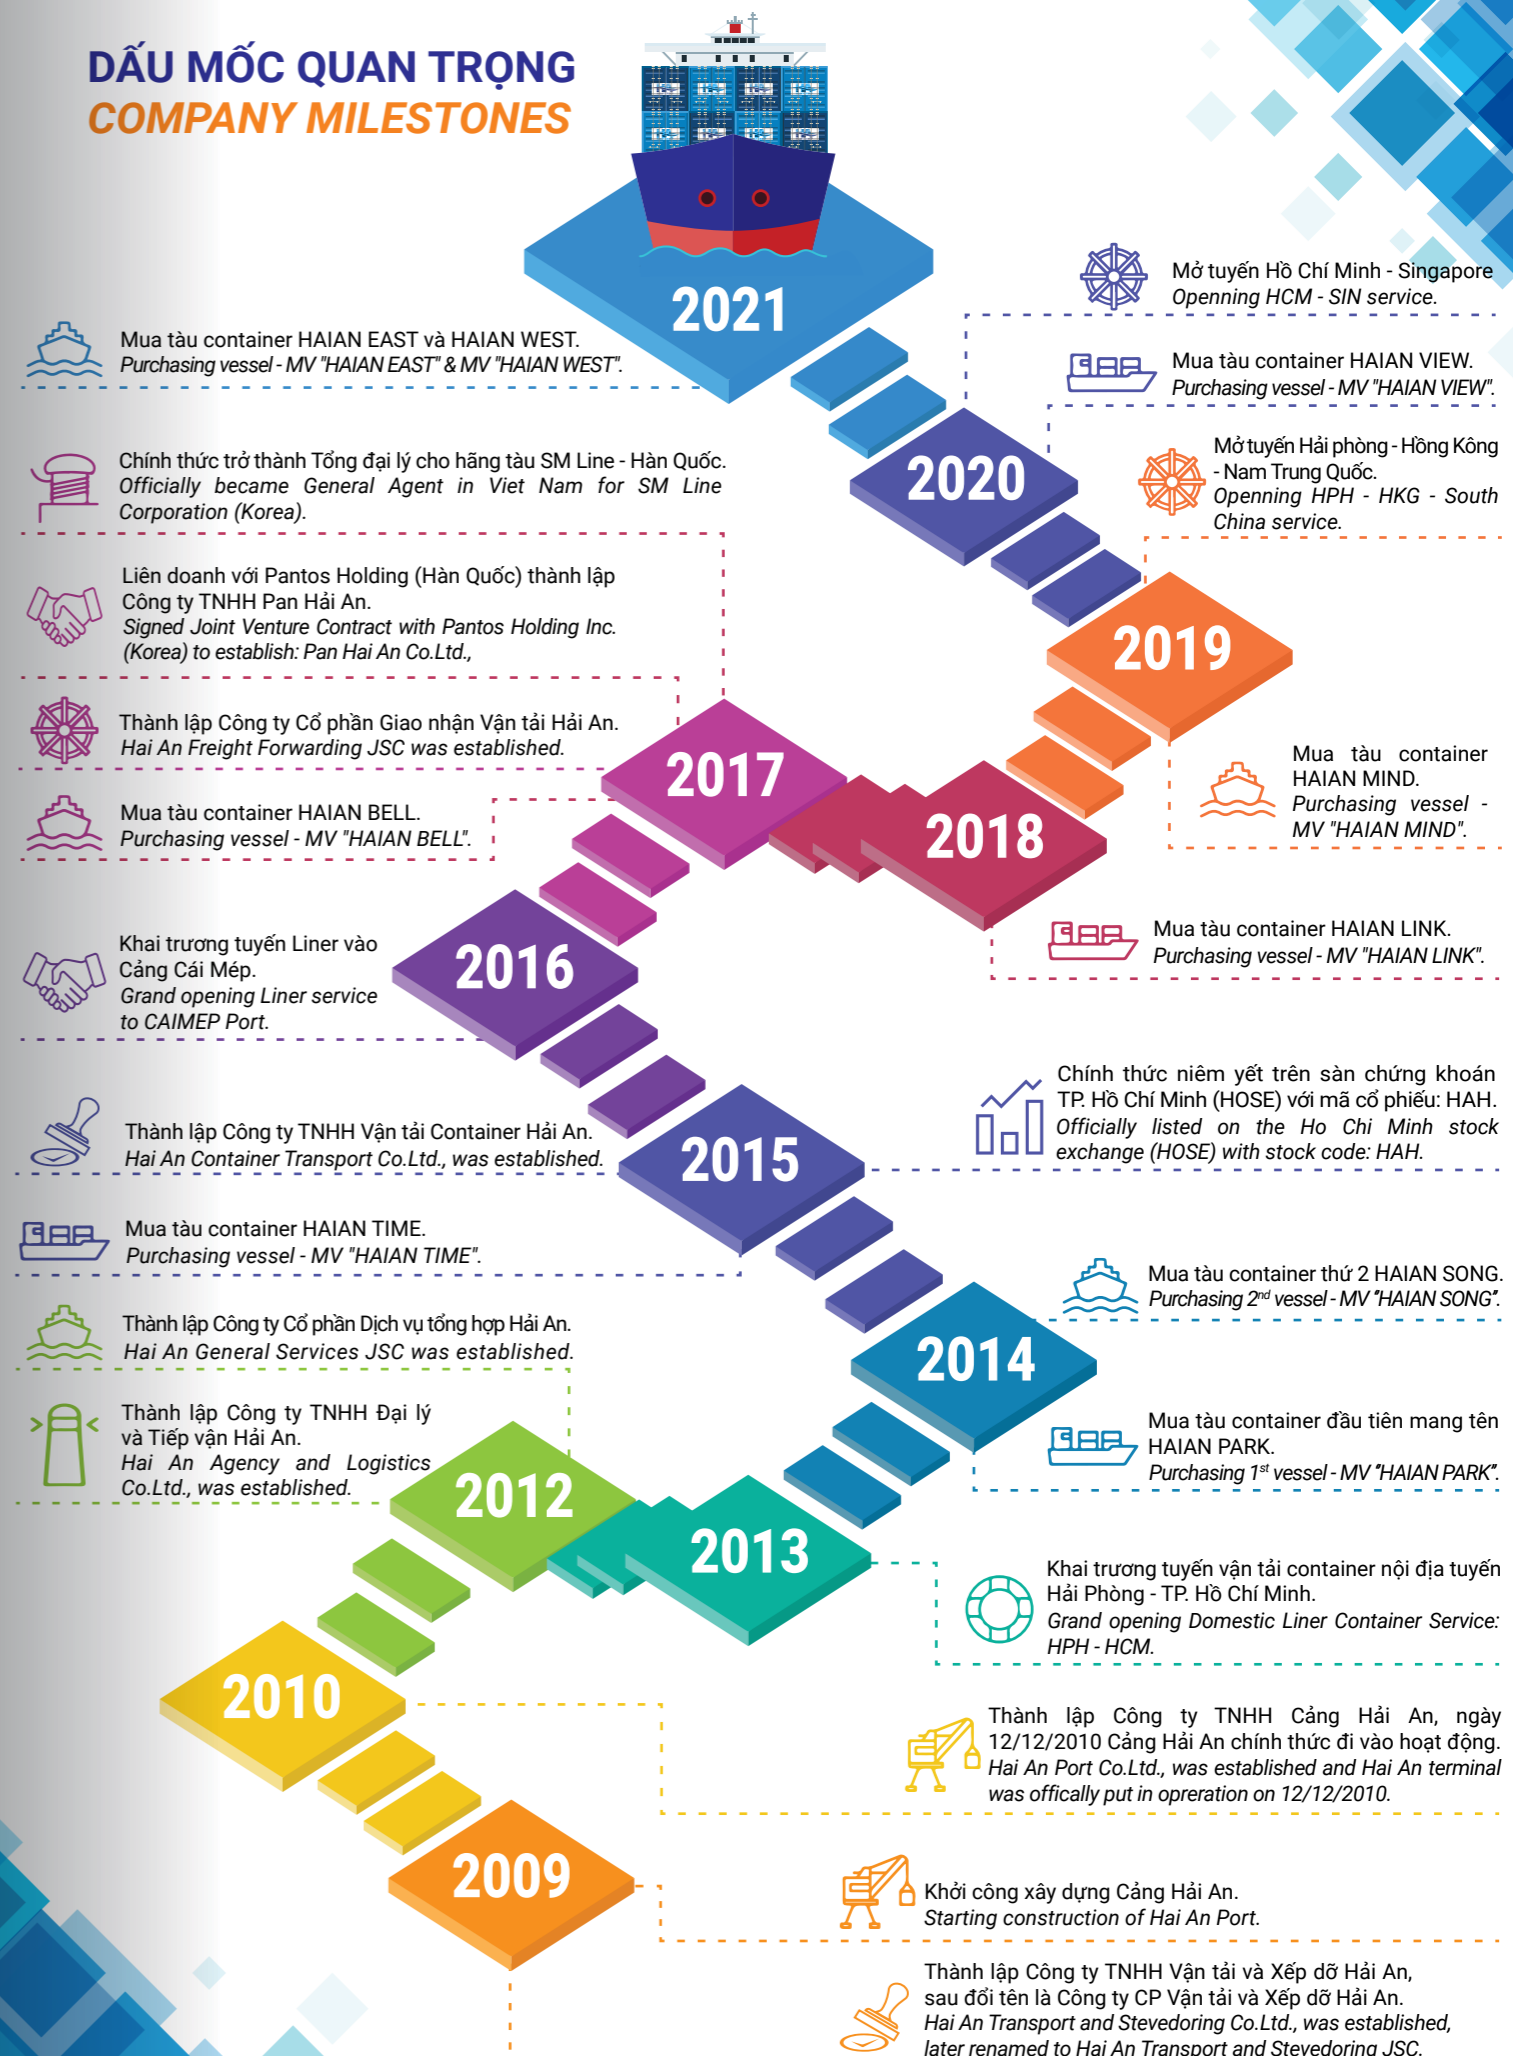 DẤU MỐC QUAN TRỌNG
COMPANY MILESTONES
2021
Mua tàu container HAIAN EAST và HAIAN WEST.
Purchasing vessel - MV "HAIAN EAST" & MV "HAIAN WEST".
Mở tuyến Hồ Chí Minh - Singapore
Openning HCM - SIN service.
Mua tàu container HAIAN VIEW.
Purchasing vessel - MV "HAIAN VIEW".
2020
Mở tuyến Hải phòng - Hồng Kông
- Nam Trung Quốc.
Openning HPH - HKG - South
China service.
2019
Mua tàu container
HAIAN MIND.
Purchasing vessel -
MV "HAIAN MIND".
2018
Mua tàu container HAIAN LINK.
Purchasing vessel - MV "HAIAN LINK".
Chính thức trở thành Tổng đại lý cho hãng tàu SM Line - Hàn Quốc.
Officially became General Agent in Viet Nam for SM Line
Corporation (Korea).
Liên doanh với Pantos Holding (Hàn Quốc) thành lập
Công ty TNHH Pan Hải An.
Signed Joint Venture Contract with Pantos Holding Inc.
(Korea) to establish: Pan Hai An Co.Ltd.,
Thành lập Công ty Cổ phần Giao nhận Vận tải Hải An.
Hai An Freight Forwarding JSC was established.
2017
Mua tàu container HAIAN BELL.
Purchasing vessel - MV "HAIAN BELL".
2016
Khai trương tuyến Liner vào
Cảng Cái Mép.
Grand opening Liner service
to CAIMEP Port.
Chính thức niêm yết trên sàn chứng khoán
TP. Hồ Chí Minh (HOSE) với mã cổ phiếu: HAH.
Officially listed on the Ho Chi Minh stock
exchange (HOSE) with stock code: HAH.
2015
Thành lập Công ty TNHH Vận tải Container Hải An.
Hai An Container Transport Co.Ltd., was established.
Mua tàu container HAIAN TIME.
Purchasing vessel - MV "HAIAN TIME".
Mua tàu container thứ 2 HAIAN SONG.
Purchasing 2nd vessel - MV "HAIAN SONG".
2014
Mua tàu container đầu tiên mang tên
HAIAN PARK.
Purchasing 1st vessel - MV "HAIAN PARK".
Thành lập Công ty Cổ phần Dịch vụ tổng hợp Hải An.
Hai An General Services JSC was established.
Thành lập Công ty TNHH Đại lý
và Tiếp vận Hải An.
Hai An Agency and Logistics
Co.Ltd., was established.
2012
2013
Khai trương tuyến vận tải container nội địa tuyến
Hải Phòng - TP. Hồ Chí Minh.
Grand opening Domestic Liner Container Service:
HPH - HCM.
2010
Thành lập Công ty TNHH Cảng Hải An, ngày
12/12/2010 Cảng Hải An chính thức đi vào hoạt động.
Hai An Port Co.Ltd., was established and Hai An terminal
was offically put in opreration on 12/12/2010.
2009
Khởi công xây dựng Cảng Hải An.
Starting construction of Hai An Port.
Thành lập Công ty TNHH Vận tải và Xếp dỡ Hải An,
sau đổi tên là Công ty CP Vận tải và Xếp dỡ Hải An.
Hai An Transport and Stevedoring Co.Ltd., was established,
later renamed to Hai An Transport and Stevedoring JSC.